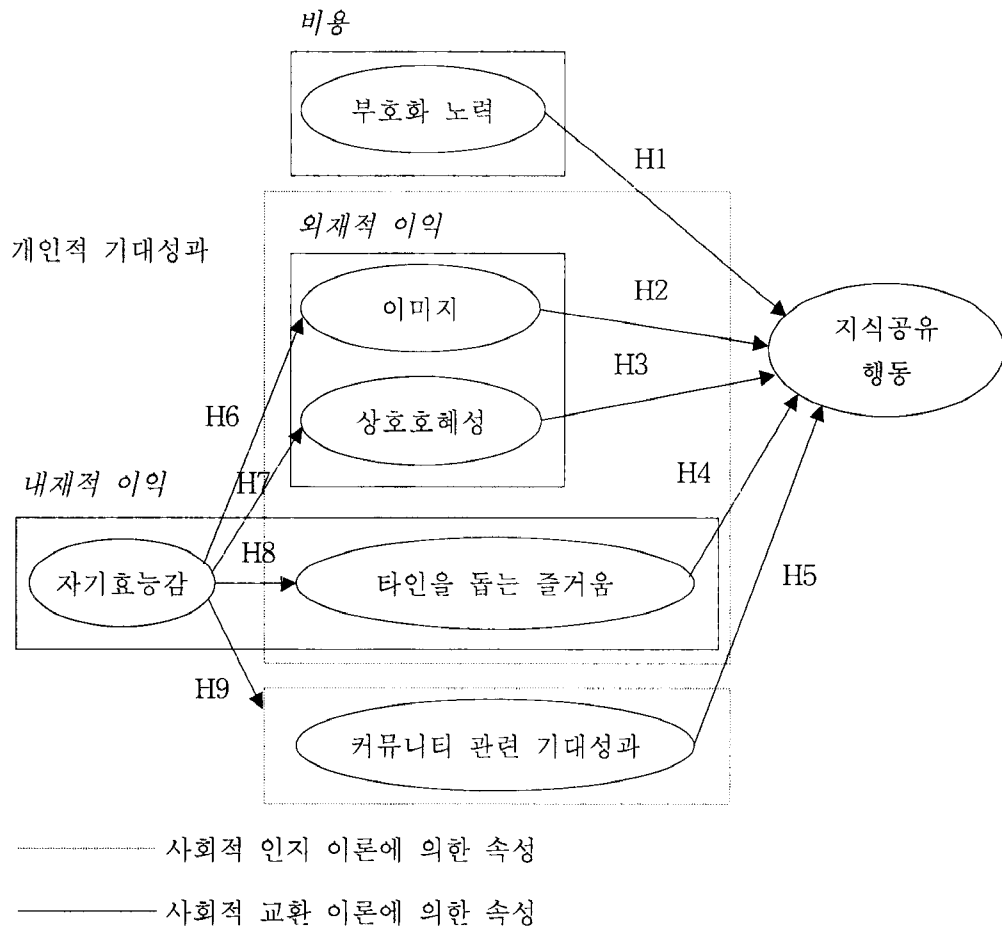 비용
부호화 노력
H1
외재적 이익
개인적 기대성과
이미지
H2
지식공유
행동
H3
상호호혜성
H6
H7
H4
내재적 이익
H8
자기효능감
타인을 돕는 즐거움
H5
H9
커뮤니티 관련 기대성과
사회적 인지 이론에 의한 속성
사회적 교환 이론에 의한 속성